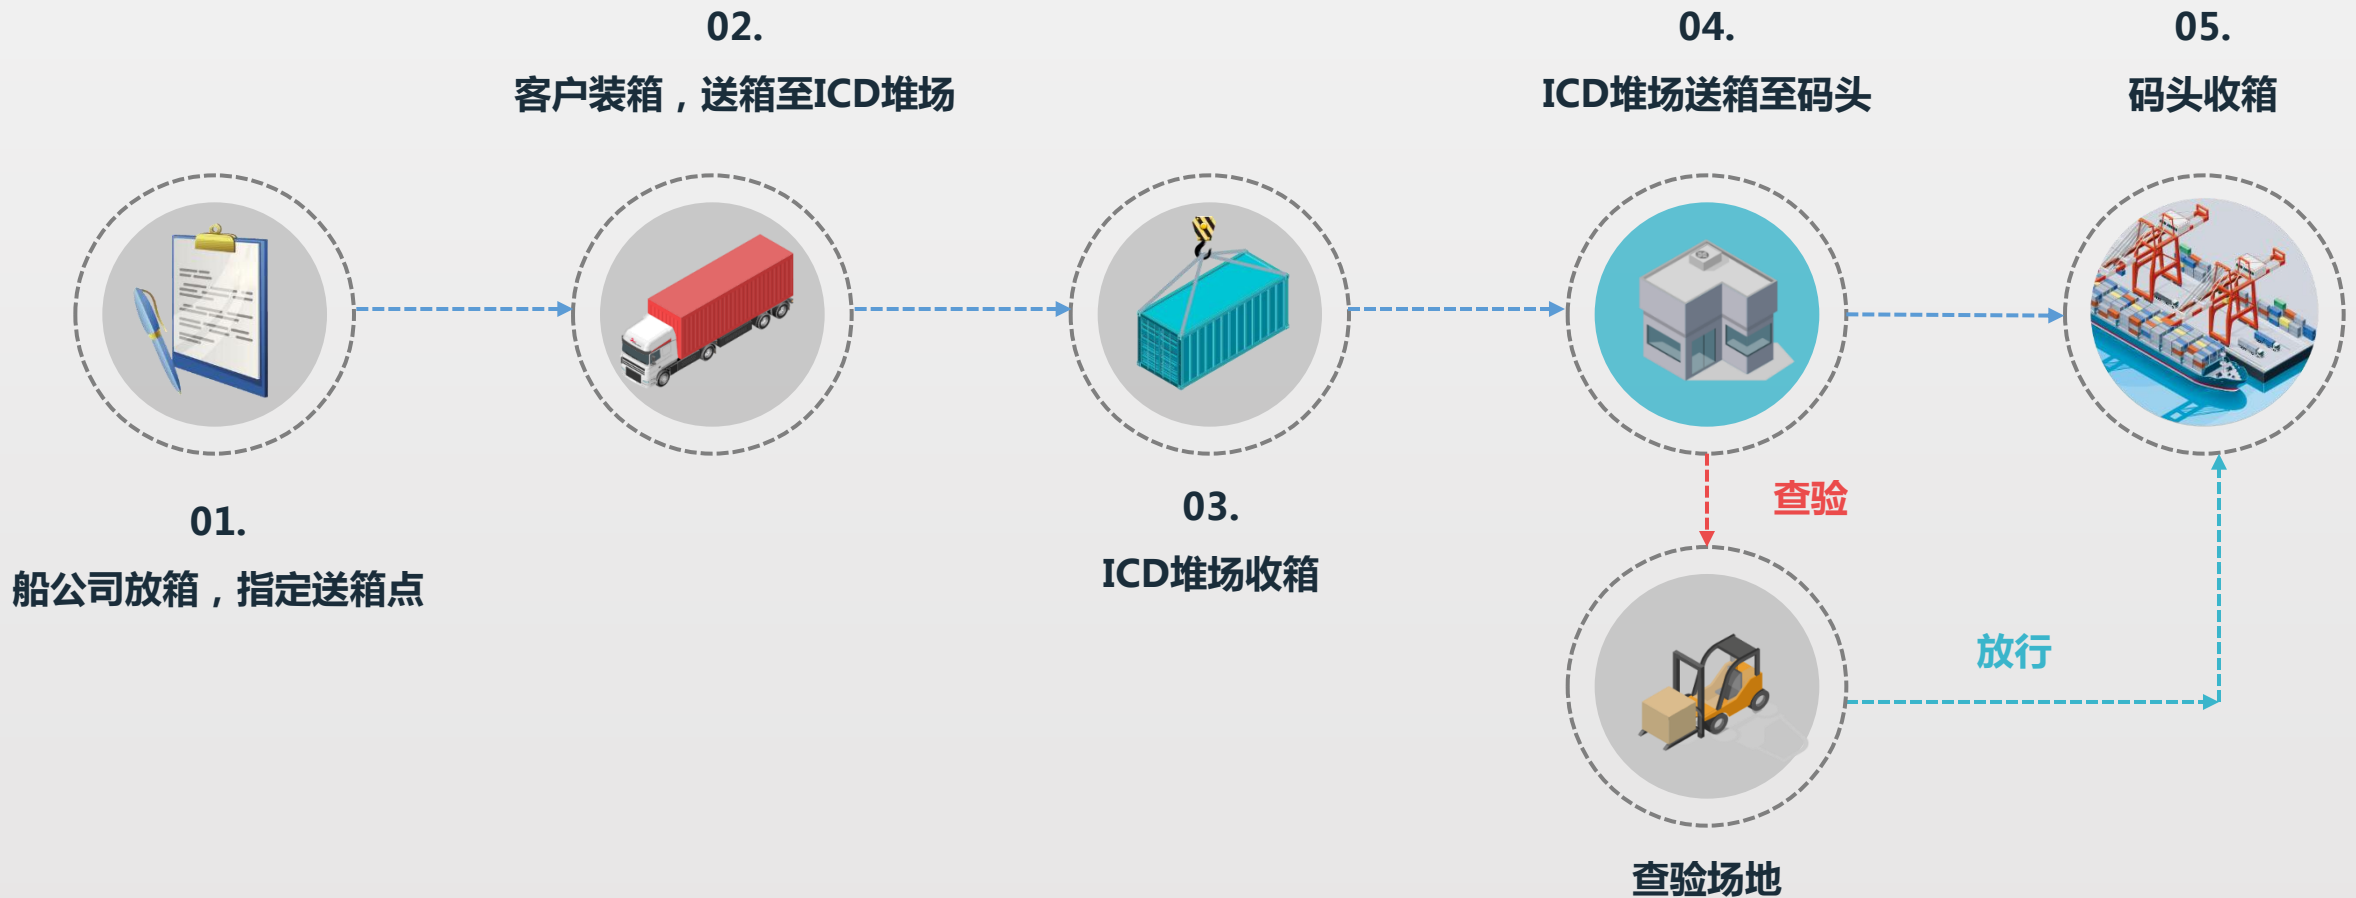 01.
船公司放箱，指定送箱点
02.
客户装箱，送箱至ICD堆场
03.
ICD堆场收箱
04.
ICD堆场送箱至码头
05.
码头收箱
查验
查验场地
放行